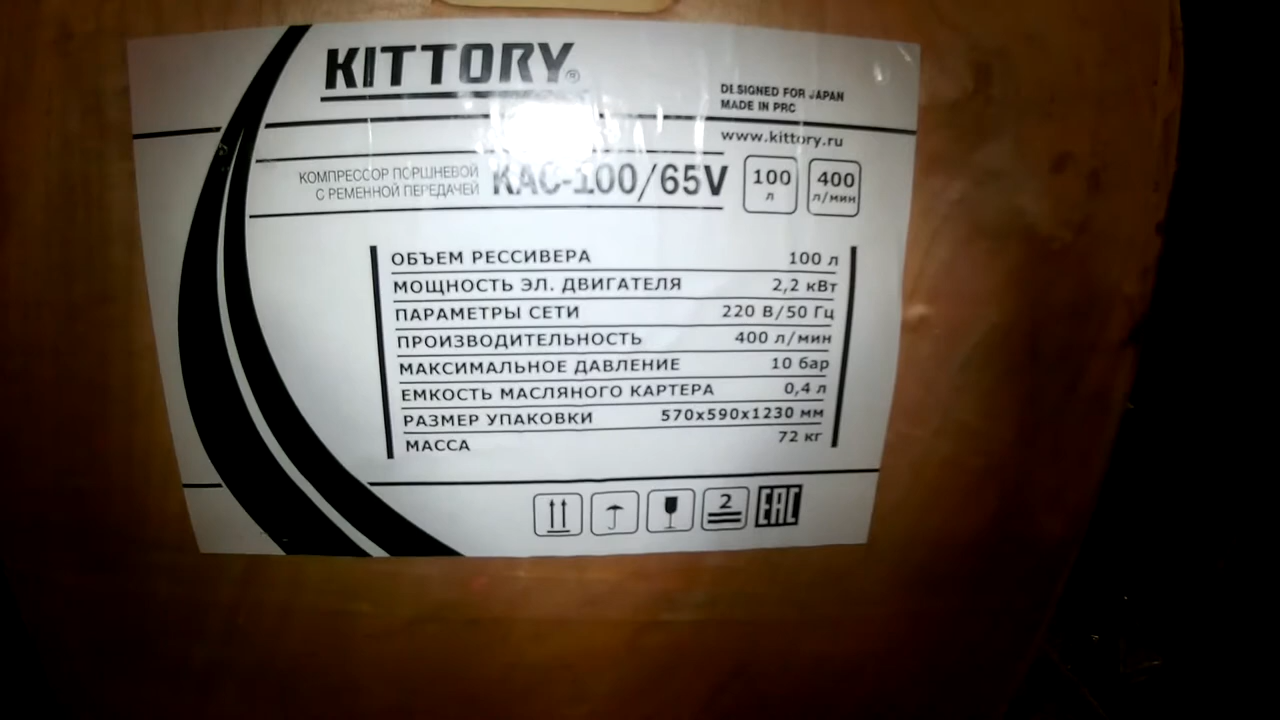 KITTORY®
DESIGNED FOR JAPAN
MADE IN PRC
www.kittory.ru
КОМПРЕССОР ПОРШНЕВОЙ
С РЕМЕННОЙ ПЕРЕДАЧЕЙ
KAC-100/65V
100
л
400
л/мин
ОБЪЕМ РЕССИВЕРА 100 л
МОЩНОСТЬ ЭЛ. ДВИГАТЕЛЯ 2,2 кВт
ПАРАМЕТРЫ СЕТИ 220 В/50 Гц
ПРОИЗВОДИТЕЛЬНОСТЬ 400 л/мин
МАКСИМАЛЬНОЕ ДАВЛЕНИЕ 10 бар
ЕМКОСТЬ МАСЛЯНОГО КАРТЕРА 0,4 л
РАЗМЕР УПАКОВКИ 570х590х1230 мм
МАССА 72 кг
2
EAC